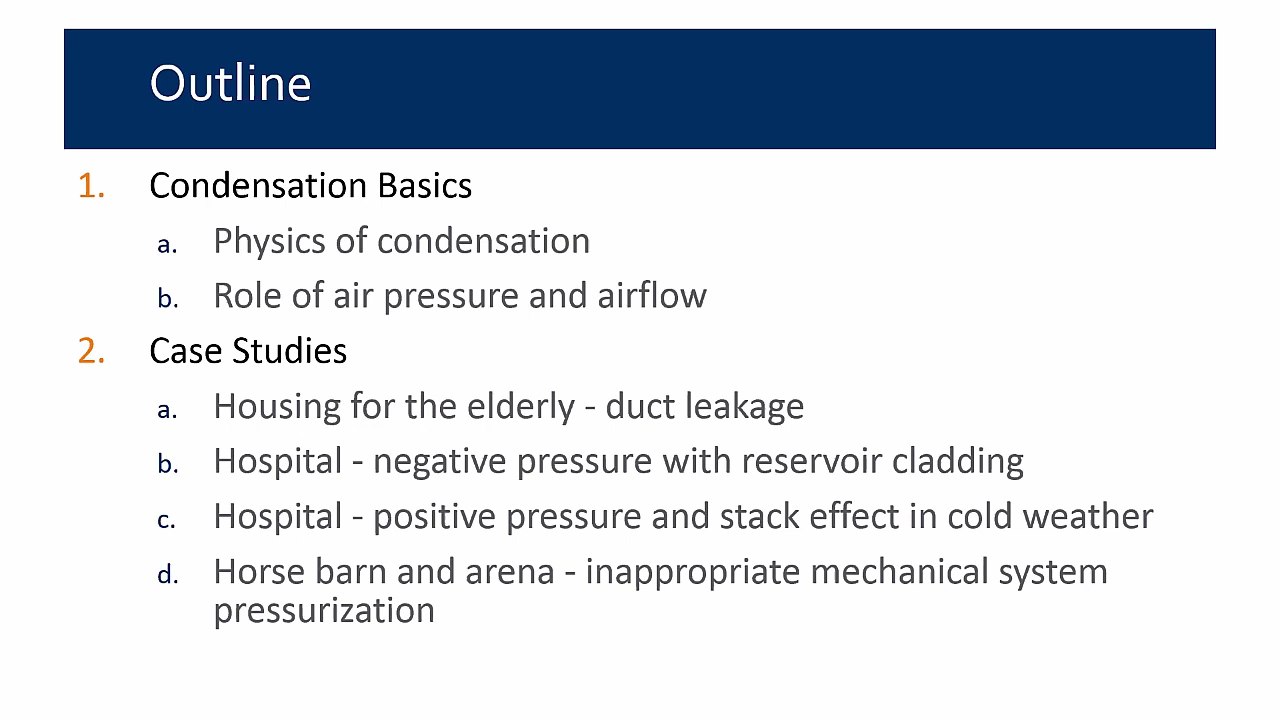 Outline
1. Condensation Basics
a. Physics of condensation
b. Role of air pressure and airflow
2. Case Studies
a. Housing for the elderly - duct leakage
b. Hospital - negative pressure with reservoir cladding
c. Hospital - positive pressure and stack effect in cold weather
d. Horse barn and arena - inappropriate mechanical system
pressurization